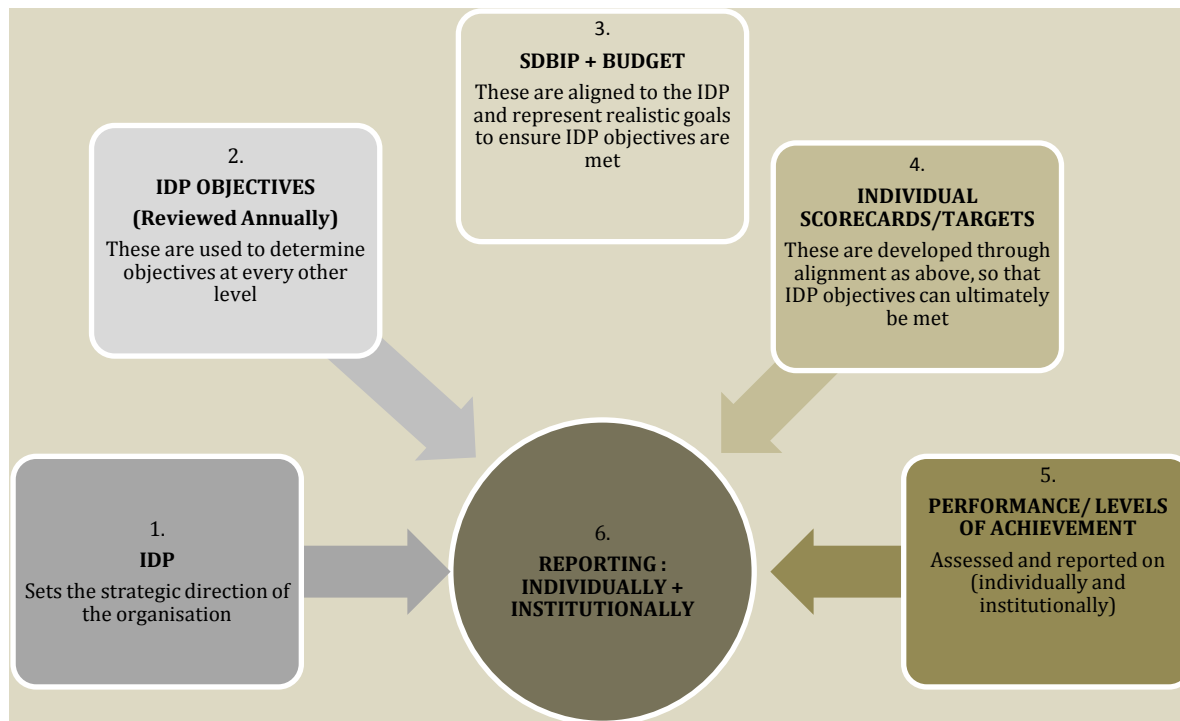 1.
IDP
Sets the strategic direction of
the organisation
2.
IDP OBJECTIVES
(Reviewed Annually)
These are used to determine
objectives at every other
level
3.
SDBIP + BUDGET
These are aligned to the IDP
and represent realistic goals
to ensure IDP objectives are
met
4.
INDIVIDUAL
SCORECARDS/TARGETS
These are developed through
alignment as above, so that
IDP objectives can ultimately
be met
5.
PERFORMANCE/ LEVELS
OF ACHIEVEMENT
Assessed and reported on
(individually and
institutionally)
6.
REPORTING :
INDIVIDUALLY +
INSTITUTIONALLY